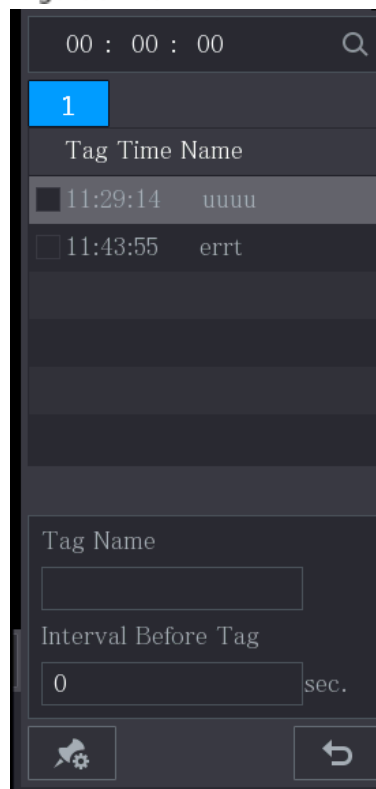 00 : 00 : 00
1
Tag Time Name
11:29:14 uuuu
11:43:55 errt
Tag Name
Interval Before Tag
0 sec.